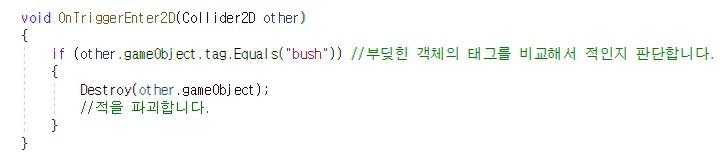 void OnTriggerEnter2D(Collider2D other)
{
if (other.gameObject.tag.Equals("bush")) //부딪힌 객체의 태그를 비교해서 적인지 판단합니다.
{
Destroy(other.gameObject);
//적을 파괴합니다.
}
}